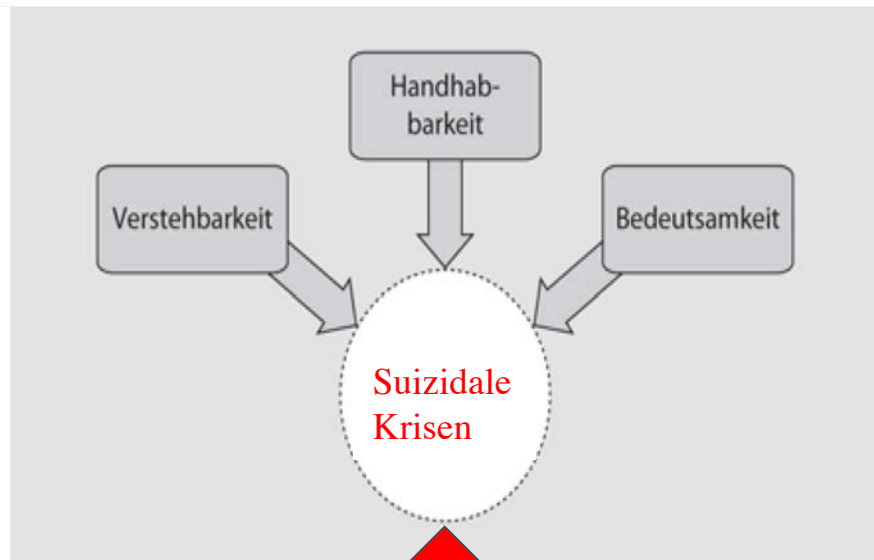 Handhab-
barkeit
Verstehbarkeit
Bedeutsamkeit
Suizidale
Krisen